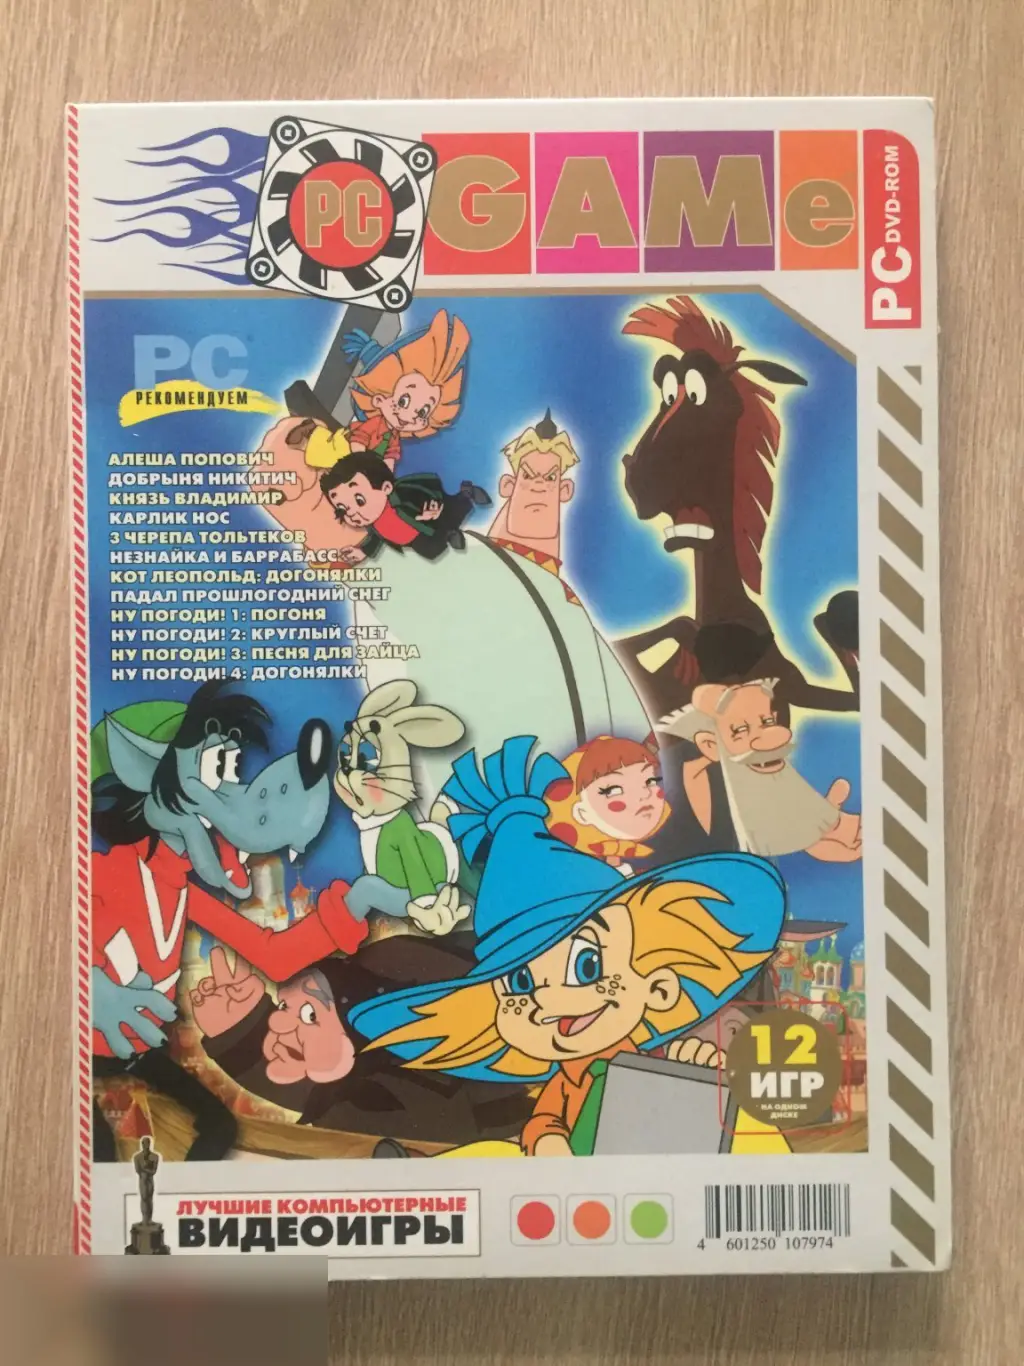 PC GAMe
PC DVD-ROM
PC
РЕКОМЕНДУЕМ
АЛЕША ПОПОВИЧ
ДОБРЫНЯ НИКИТИЧ
КНЯЗЬ ВЛАДИМИР
КАРЛИК НОС
3 ЧЕРЕПА ТОЛЬТЕКОВ
НЕЗНАЙКА И БАРРАБАСС
КОТ ЛЕОПОЛЬД: ДОГОНЯЛКИ
ПАДАЛ ПРОШЛОГОДНИЙ СНЕГ
НУ ПОГОДИ! 1: ПОГОНЯ
НУ ПОГОДИ! 2: КРУГЛЫЙ СЧЕТ
НУ ПОГОДИ! 3: ПЕСНЯ ДЛЯ ЗАЙЦА
НУ ПОГОДИ! 4: ДОГОНЯЛКИ
12
ИГР
НА ОДНОМ
ДИСКЕ
ЛУЧШИЕ КОМПЬЮТЕРНЫЕ
ВИДЕОИГРЫ
4 601250 107974